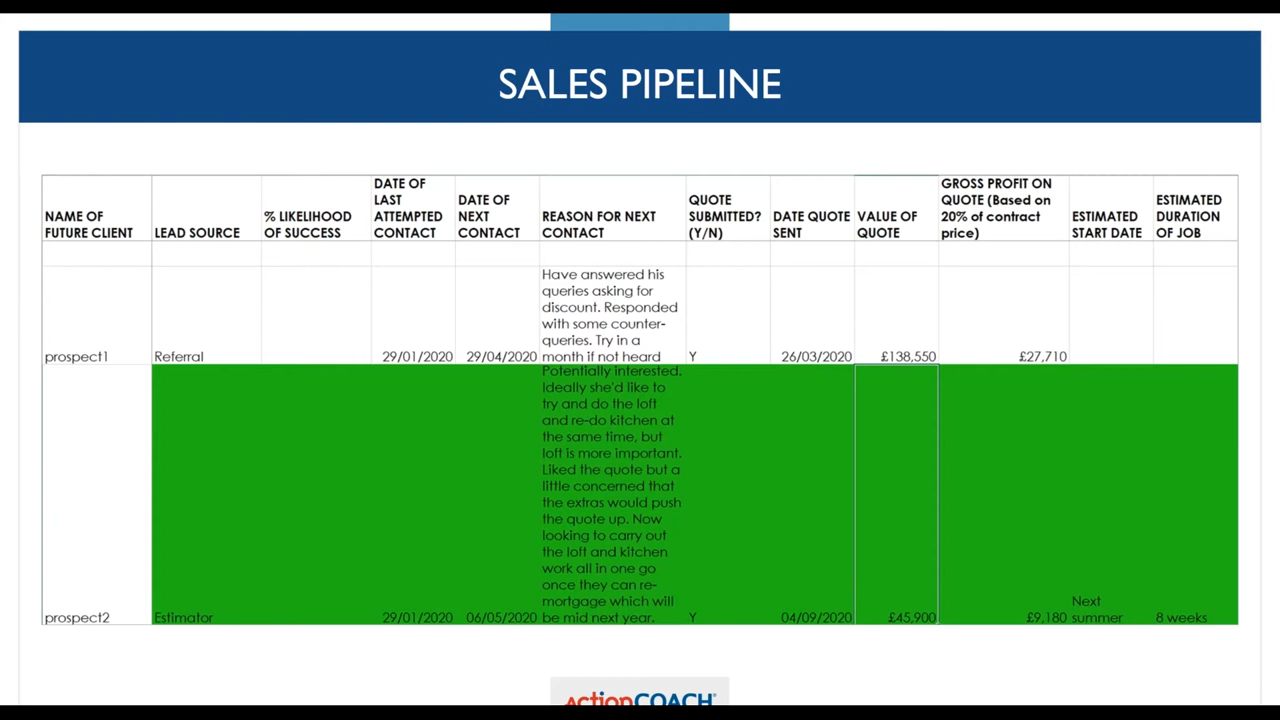 SALES PIPELINE
NAME OF FUTURE CLIENT
LEAD SOURCE
% LIKELIHOOD OF SUCCESS
DATE OF LAST ATTEMPTED CONTACT
DATE OF NEXT CONTACT
REASON FOR NEXT CONTACT
QUOTE SUBMITTED? (Y/N)
DATE QUOTE SENT
VALUE OF QUOTE
GROSS PROFIT ON QUOTE (Based on 20% of contract price)
ESTIMATED START DATE
ESTIMATED DURATION OF JOB
prospect1
Referral
29/01/2020
29/04/2020
Have answered his
queries asking for
discount. Responded
with some counter-
queries. Try in a
month if not heard
Y
26/03/2020
£138,550
£27,710
prospect2
Estimator
29/01/2020
06/05/2020
Potentially interested.
Ideally she'd like to
try and do the loft
and re-do kitchen at
the same time, but
loft is more important.
Liked the quote but a
little concerned that
the extras would push
the quote up. Now
looking to carry out
the loft and kitchen
work all in one go
once they can re-
mortgage which will
be mid next year.
Y
04/09/2020
£45,900
£9,180
Next
summer
8 weeks
ActionCOACH